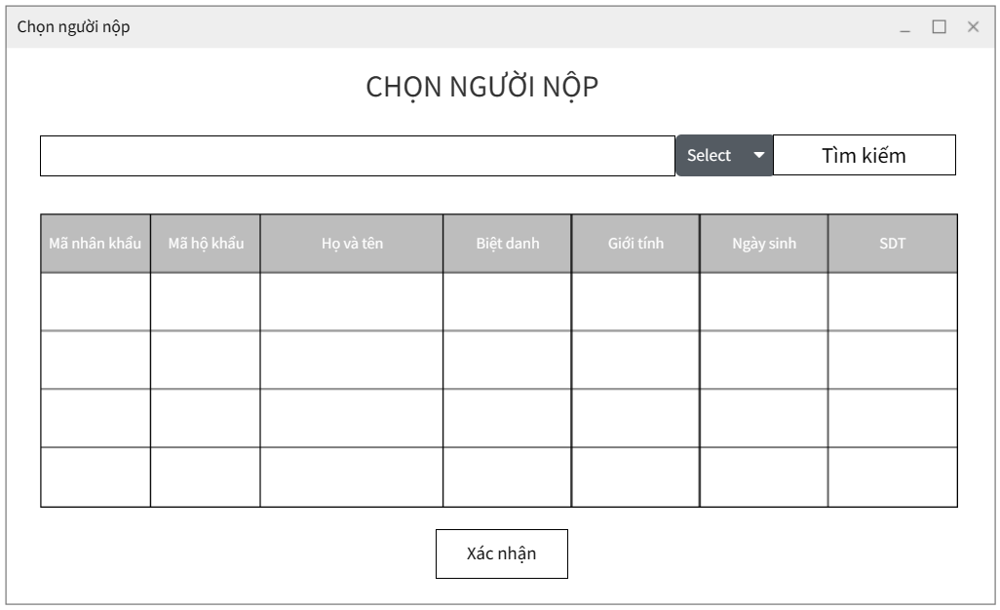 Chọn người nộp
CHỌN NGƯỜI NỘP
Select Tìm kiếm
Mã nhân khẩu Mã hộ khẩu Họ và tên Biệt danh Giới tính Ngày sinh SDT
Xác nhận